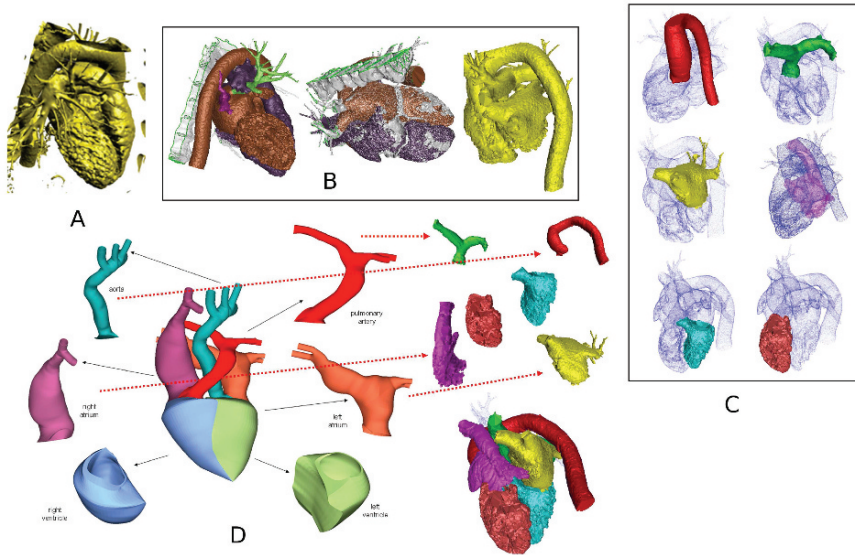 A
B
C
aorta
pulmonary
artery
right
atrium
left
atrium
right
ventricle
left
ventricle
D